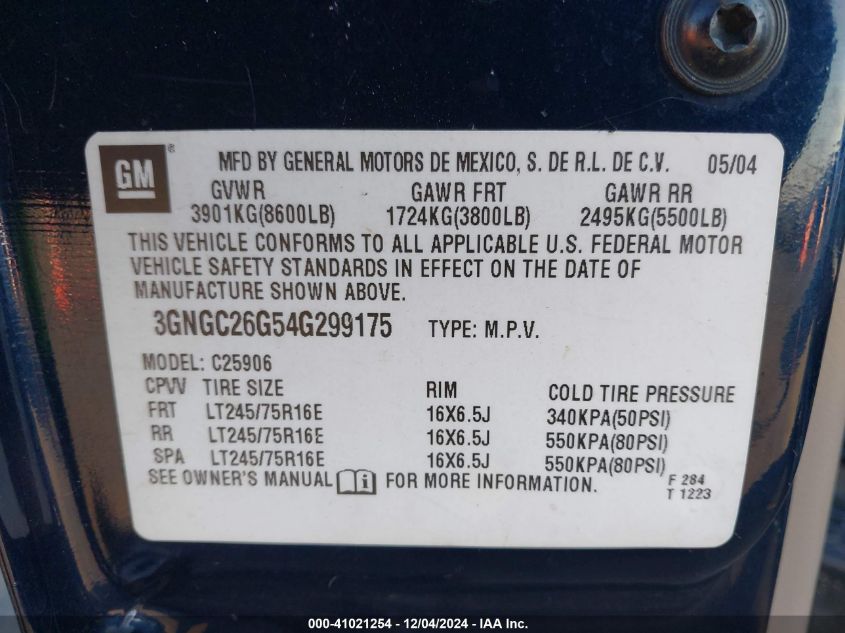 GM ® MFD BY GENERAL MOTORS DE MEXICO, S. DE R.L. DE C.V. 05/04
GVWR GAWR FRT GAWR RR
3901KG(8600LB) 1724KG(3800LB) 2495KG(5500LB)
THIS VEHICLE CONFORMS TO ALL APPLICABLE U.S. FEDERAL MOTOR
VEHICLE SAFETY STANDARDS IN EFFECT ON THE DATE OF
MANUFACTURE SHOWN ABOVE.
3GNGC26G54G299175 TYPE: M.P.V.
MODEL: C25906
CPVV TIRE SIZE RIM COLD TIRE PRESSURE
FRT LT245/75R16E 16X6.5J 340KPA(50PSI)
RR LT245/75R16E 16X6.5J 550KPA(80PSI)
SPA LT245/75R16E 16X6.5J 550KPA(80PSI)
SEE OWNER'S MANUAL i FOR MORE INFORMATION. F 284
T 1223
000-41021254 - 12/04/2024 - IAA Inc.